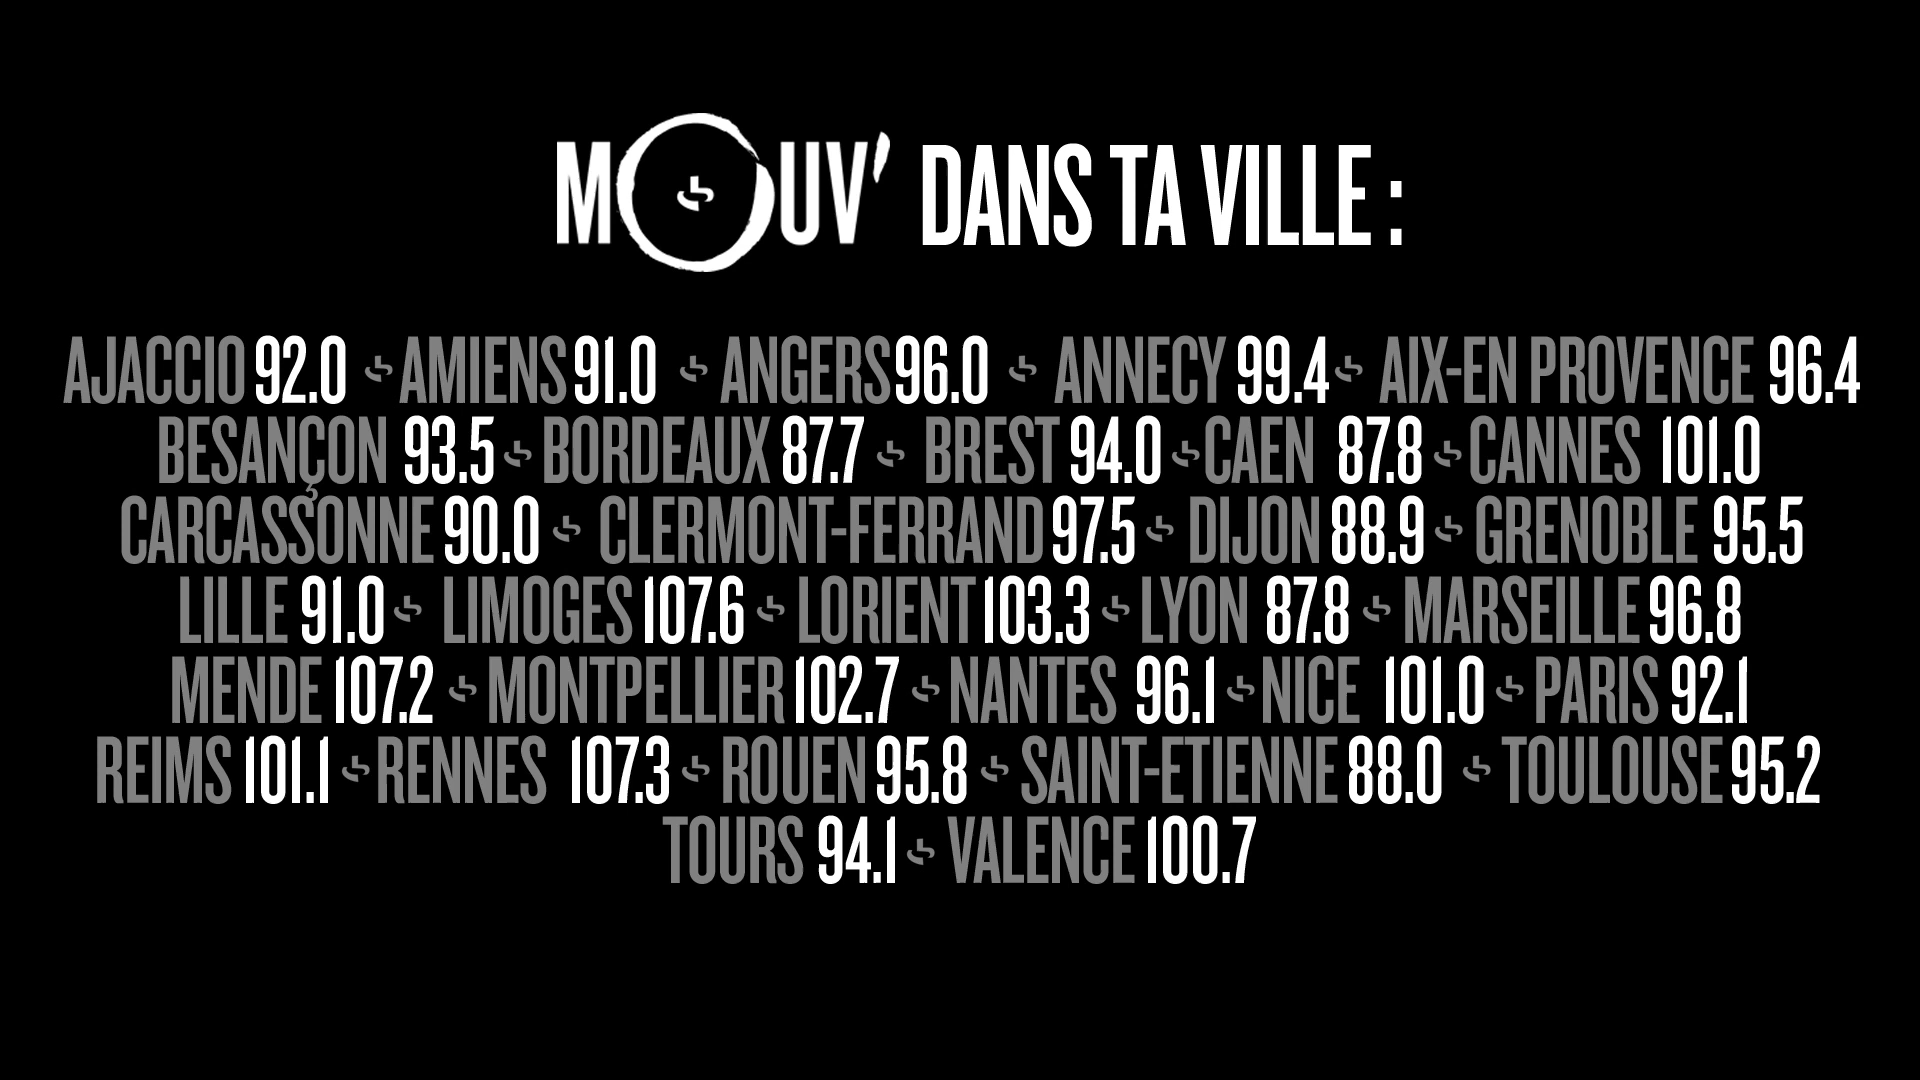 MOUV' DANS TA VILLE :
AJACCIO 92.0 AMIENS 91.0 ANGERS 96.0 ANNECY 99.4 AIX-EN PROVENCE 96.4
BESANÇON 93.5 BORDEAUX 87.7 BREST 94.0 CAEN 87.8 CANNES 101.0
CARCASSONNE 90.0 CLERMONT-FERRAND 97.5 DIJON 88.9 GRENOBLE 95.5
LILLE 91.0 LIMOGES 107.6 LORIENT 103.3 LYON 87.8 MARSEILLE 96.8
MENDE 107.2 MONTPELLIER 102.7 NANTES 96.1 NICE 101.0 PARIS 92.1
REIMS 101.1 RENNES 107.3 ROUEN 95.8 SAINT-ETIENNE 88.0 TOULOUSE 95.2
TOURS 94.1 VALENCE 100.7